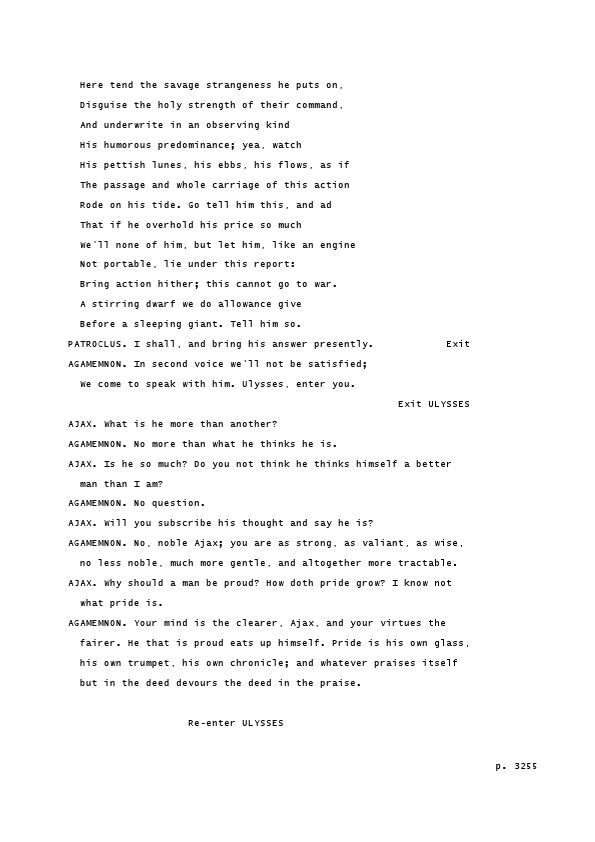 Here tend the savage strangeness he puts on,
Disguise the holy strength of their command,
And underwrite in an observing kind
His humorous predominance; yea, watch
His pettish lunes, his ebbs, his flows, as if
The passage and whole carriage of this action
Rode on his tide. Go tell him this, and ad
That if he overhold his price so much
We'll none of him, but let him, like an engine
Not portable, lie under this report:
Bring action hither; this cannot go to war.
A stirring dwarf we do allowance give
Before a sleeping giant. Tell him so.
PATROCLUS. I shall, and bring his answer presently. Exit
AGAMEMNON. In second voice we'll not be satisfied;
We come to speak with him. Ulysses, enter you.
Exit ULYSSES
AJAX. What is he more than another?
AGAMEMNON. No more than what he thinks he is.
AJAX. Is he so much? Do you not think he thinks himself a better
man than I am?
AGAMEMNON. No question.
AJAX. Will you subscribe his thought and say he is?
AGAMEMNON. No, noble Ajax; you are as strong, as valiant, as wise,
no less noble, much more gentle, and altogether more tractable.
AJAX. Why should a man be proud? How doth pride grow? I know not
what pride is.
AGAMEMNON. Your mind is the clearer, Ajax, and your virtues the
fairer. He that is proud eats up himself. Pride is his own glass,
his own trumpet, his own chronicle; and whatever praises itself
but in the deed devours the deed in the praise.
Re-enter ULYSSES
p. 3255